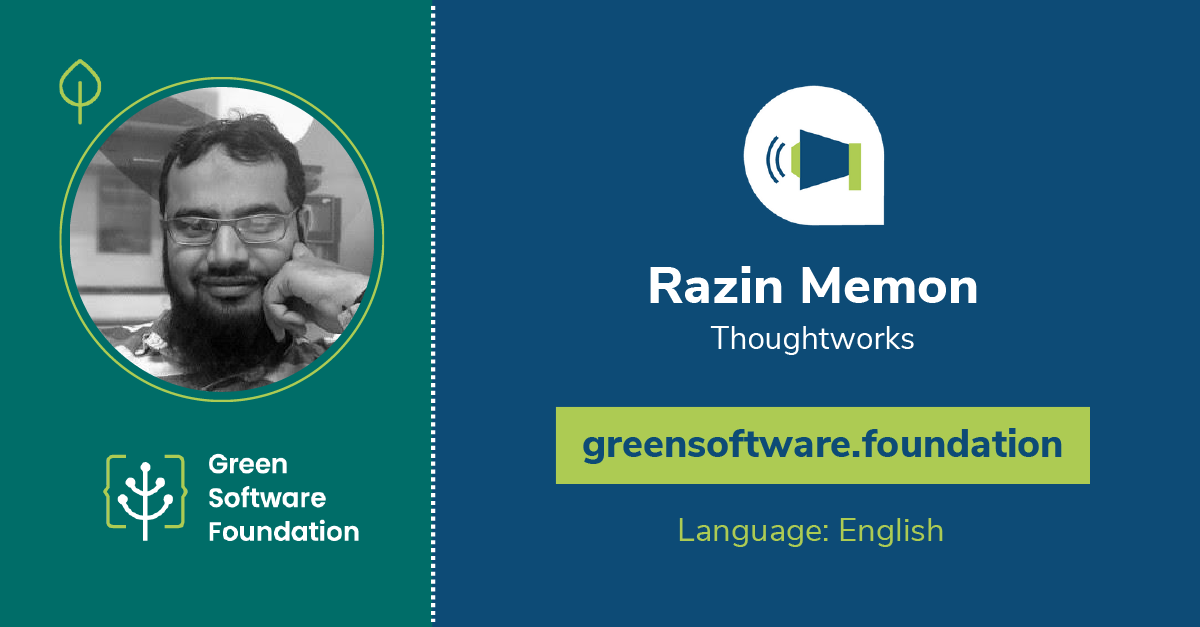 Green
Software
Foundation
Razin Memon
Thoughtworks
greensoftware.foundation
Language: English